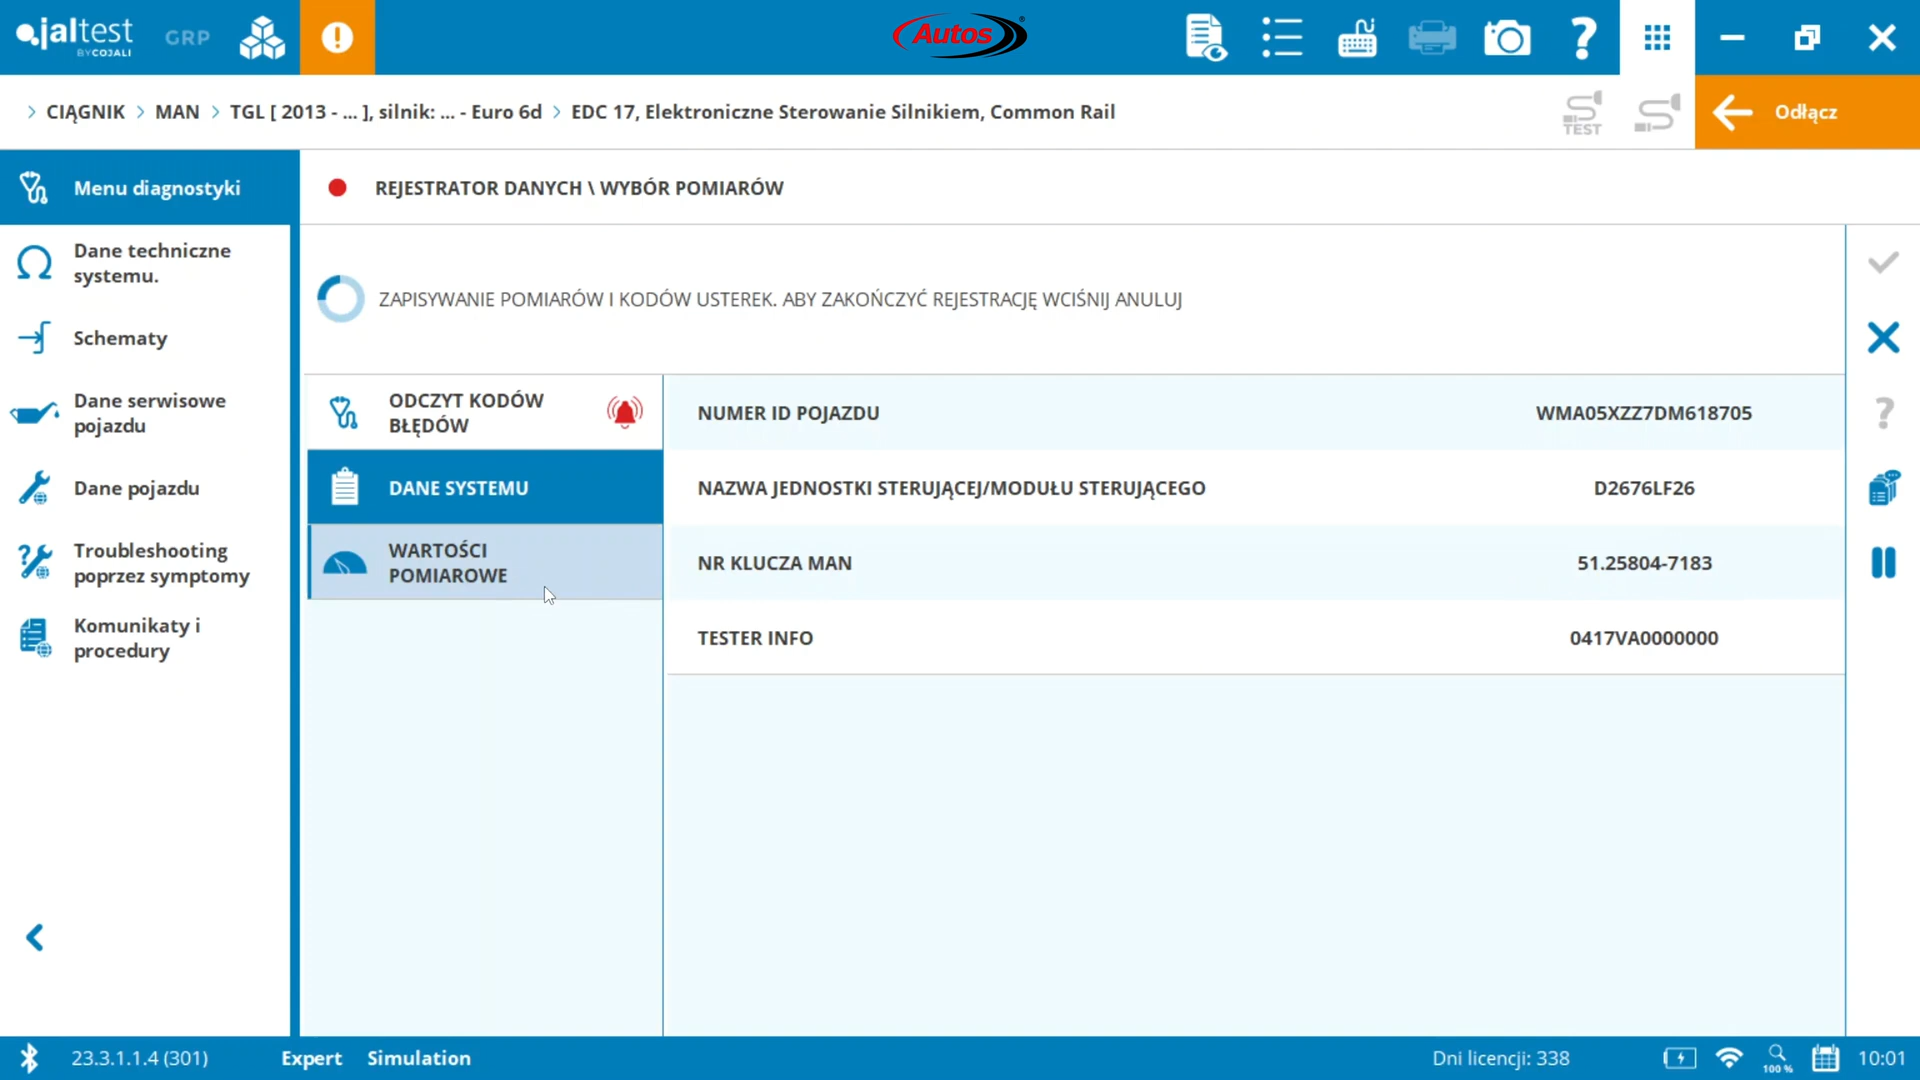 jaltest
BY COJALI
GRP
Autos
CIĄGNIK > MAN > TGL [ 2013 - ... ], silnik: ... - Euro 6d > EDC 17, Elektroniczne Sterowanie Silnikiem, Common Rail
TEST
Odłącz
Menu diagnostyki
Dane techniczne
systemu.
Schematy
Dane serwisowe
pojazdu
Dane pojazdu
Troubleshooting
poprzez symptomy
Komunikaty i
procedury
REJESTRATOR DANYCH \ WYBÓR POMIARÓW
ZAPISYWANIE POMIARÓW I KODÓW USTEREK. ABY ZAKOŃCZYĆ REJESTRACJĘ WCIŚNIJ ANULUJ
ODCZYT KODÓW
BŁĘDÓW
DANE SYSTEMU
WARTOŚCI
POMIAROWE
NUMER ID POJAZDU WMA05XZZ7DM618705
NAZWA JEDNOSTKI STERUJĄCEJ/MODUŁU STERUJĄCEGO D2676LF26
NR KLUCZA MAN 51.25804-7183
TESTER INFO 0417VA0000000
23.3.1.1.4 (301) Expert Simulation Dni licencji: 338 100 % 10:01